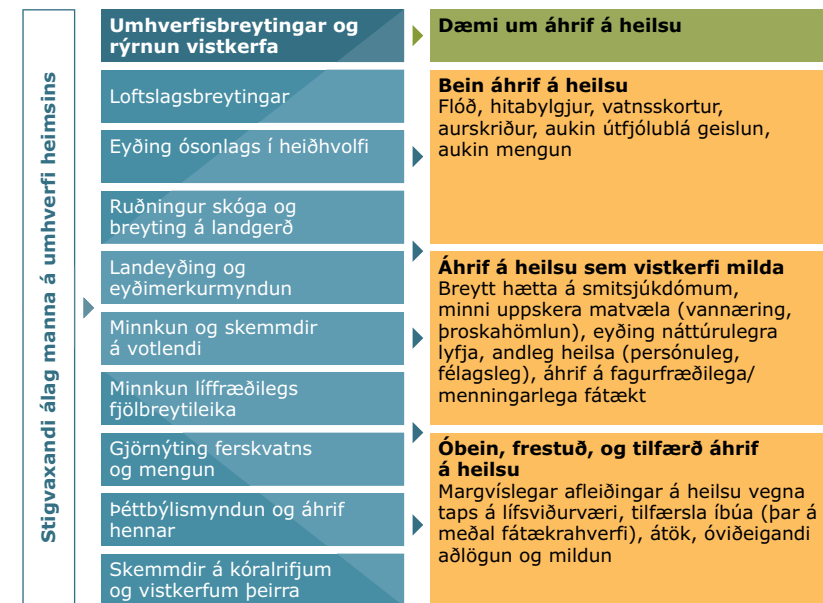 Stigvaxandi álag manna á umhverfi heimsins
Umhverfisbreytingar og
rýrnun vistkerfa
Loftslagsbreytingar
Eyðing ósonlags í heiðhvolfi
Ruðningur skóga og
breyting á landgerð
Landeyðing og
eyðimerkurmyndun
Minnkun og skemmdir
á votlendi
Minnkun líffræðilegs
fjölbreytileika
Gjörnýting ferskvatns
og mengun
Þéttbýlismyndun og áhrif
hennar
Skemmdir á kóralrifjum
og vistkerfum þeirra
Dæmi um áhrif á heilsu
Bein áhrif á heilsu
Flóð, hitabylgjur, vatnsskortur,
aurskriður, aukin útfjólublá geislun,
aukin mengun
Áhrif á heilsu sem vistkerfi milda
Breytt hætta á smitsjúkdómum,
minni uppskera matvæla (vannæring,
þroskahömlun), eyðing náttúrulegra
lyfja, andleg heilsa (persónuleg,
félagsleg), áhrif á fagurfræðilega/
menningarlega fátækt
Óbein, frestuð, og tilfærð áhrif
á heilsu
Margvíslegar afleiðingar á heilsu vegna
taps á lífsviðurværi, tilfærsla íbúa (þar á
meðal fátækrahverfi), átök, óviðeigandi
aðlögun og mildun